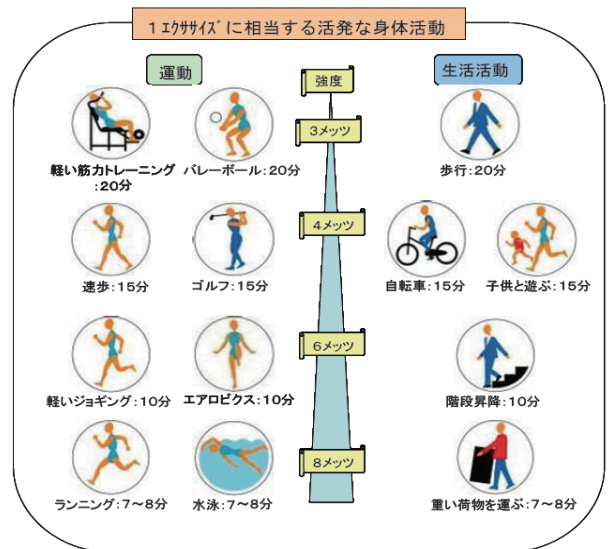 1エクササイズに相当する活発な身体活動
運動
強度
生活活動
3メッツ
軽い筋力トレーニング
:20分
バレーボール:20分
歩行:20分
4メッツ
速歩:15分
ゴルフ:15分
自転車:15分
子供と遊ぶ:15分
6メッツ
軽いジョギング:10分
エアロビクス:10分
階段昇降:10分
8メッツ
ランニング:7～8分
水泳:7～8分
重い荷物を運ぶ:7～8分